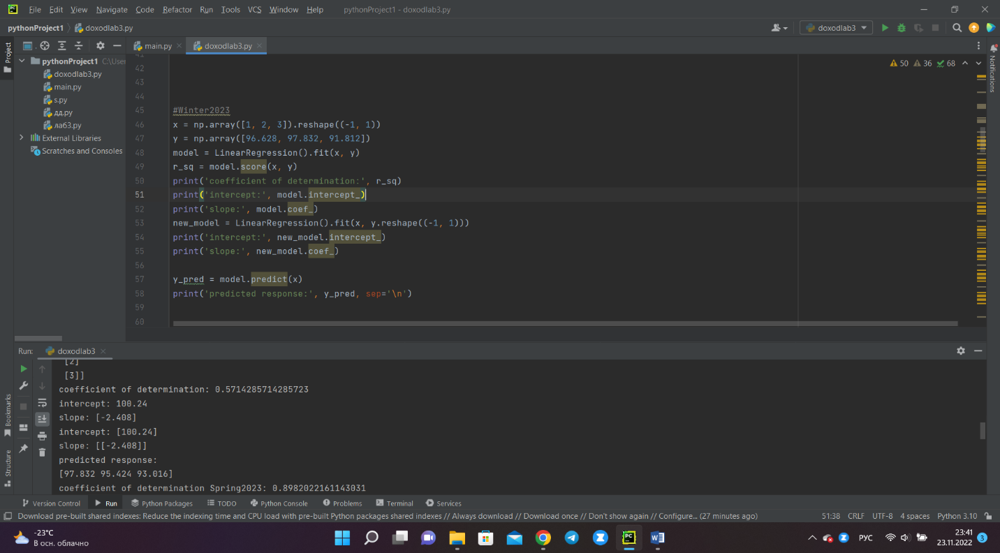 PC File Edit View Navigate Code Refactor Run Tools VCS Window Help pythonProject1 - doxodlab3.py
pythonProject1 doxodlab3.py doxodlab3
Project
main.py doxodlab3.py
pythonProject1 C:\User
doxodlab3.py
main.py
s.py
дд.py
лаб3.py
External Libraries
Scratches and Consoles
50 36 68
Notifications
41
42
43
44
45 #Winter2023
46 x = np.array([1, 2, 3]).reshape((-1, 1))
47 y = np.array([96.628, 97.832, 91.812])
48 model = LinearRegression().fit(x, y)
49 r_sq = model.score(x, y)
50 print('coefficient of determination:', r_sq)
51 print('intercept:', model.intercept_)
52 print('slope:', model.coef_)
53 new_model = LinearRegression().fit(x, y.reshape((-1, 1)))
54 print('intercept:', new_model.intercept_)
55 print('slope:', new_model.coef_)
56
57 y_pred = model.predict(x)
58 print('predicted response:', y_pred, sep='\n')
59
60
Run: doxodlab3
[2]
[3]]
coefficient of determination: 0.5714285714285723
intercept: 100.24
slope: [-2.408]
intercept: [100.24]
slope: [[-2.408]]
predicted response:
[97.832 95.424 93.016]
coefficient of determination Spring2023: 0.8982022161143031
Bookmarks
Structure
Version Control Run Python Packages TODO Python Console Problems Terminal Services
Download pre-built shared indexes: Reduce the indexing time and CPU load with pre-built Python packages shared indexes // Always download // Download once // Don't show again // Configure... (27 minutes ago) 51:38 CRLF UTF-8 4 spaces Python 3.10
-23°C
В осн. облачно
PC W
РУС
23:41
23.11.2022
3